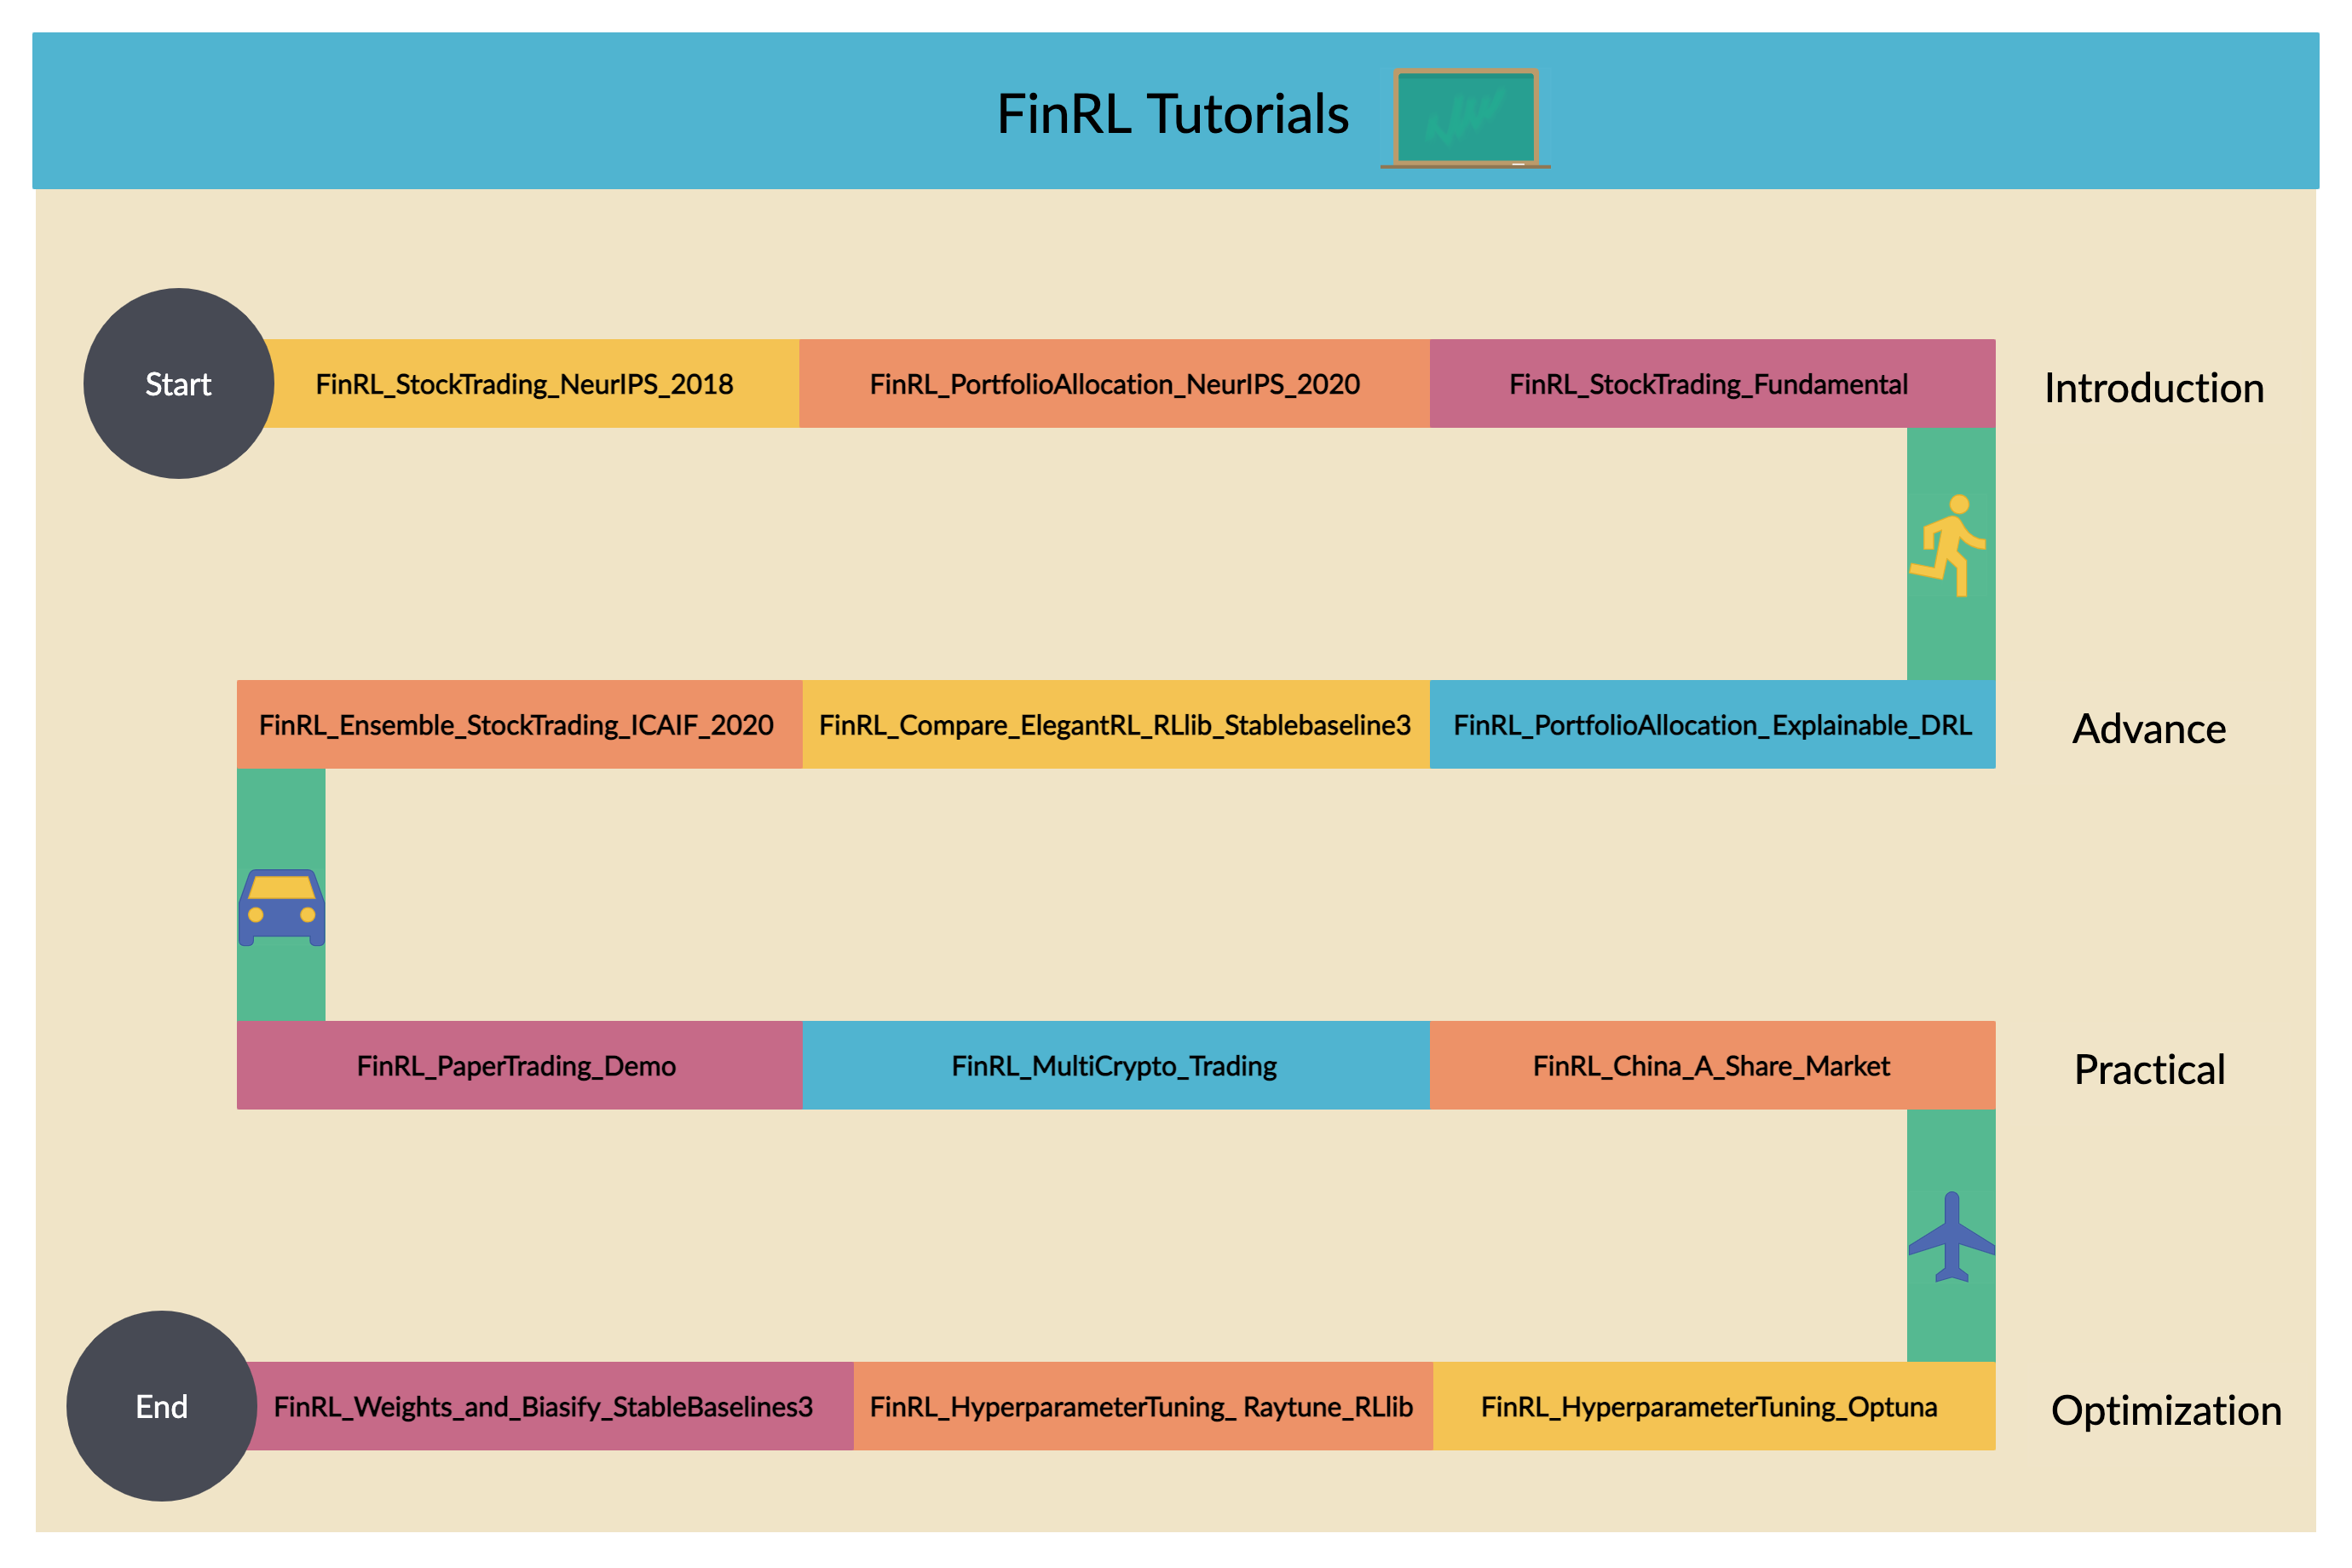 FinRL Tutorials
Start
FinRL_StockTrading_NeurIPS_2018
FinRL_PortfolioAllocation_NeurIPS_2020
FinRL_StockTrading_Fundamental
Introduction
FinRL_Ensemble_StockTrading_ICAIF_2020
FinRL_Compare_ElegantRL_RLlib_Stablebaseline3
FinRL_PortfolioAllocation_Explainable_DRL
Advance
FinRL_PaperTrading_Demo
FinRL_MultiCrypto_Trading
FinRL_China_A_Share_Market
Practical
End
FinRL_Weights_and_Biasify_StableBaselines3
FinRL_HyperparameterTuning_ Raytune_RLlib
FinRL_HyperparameterTuning_Optuna
Optimization